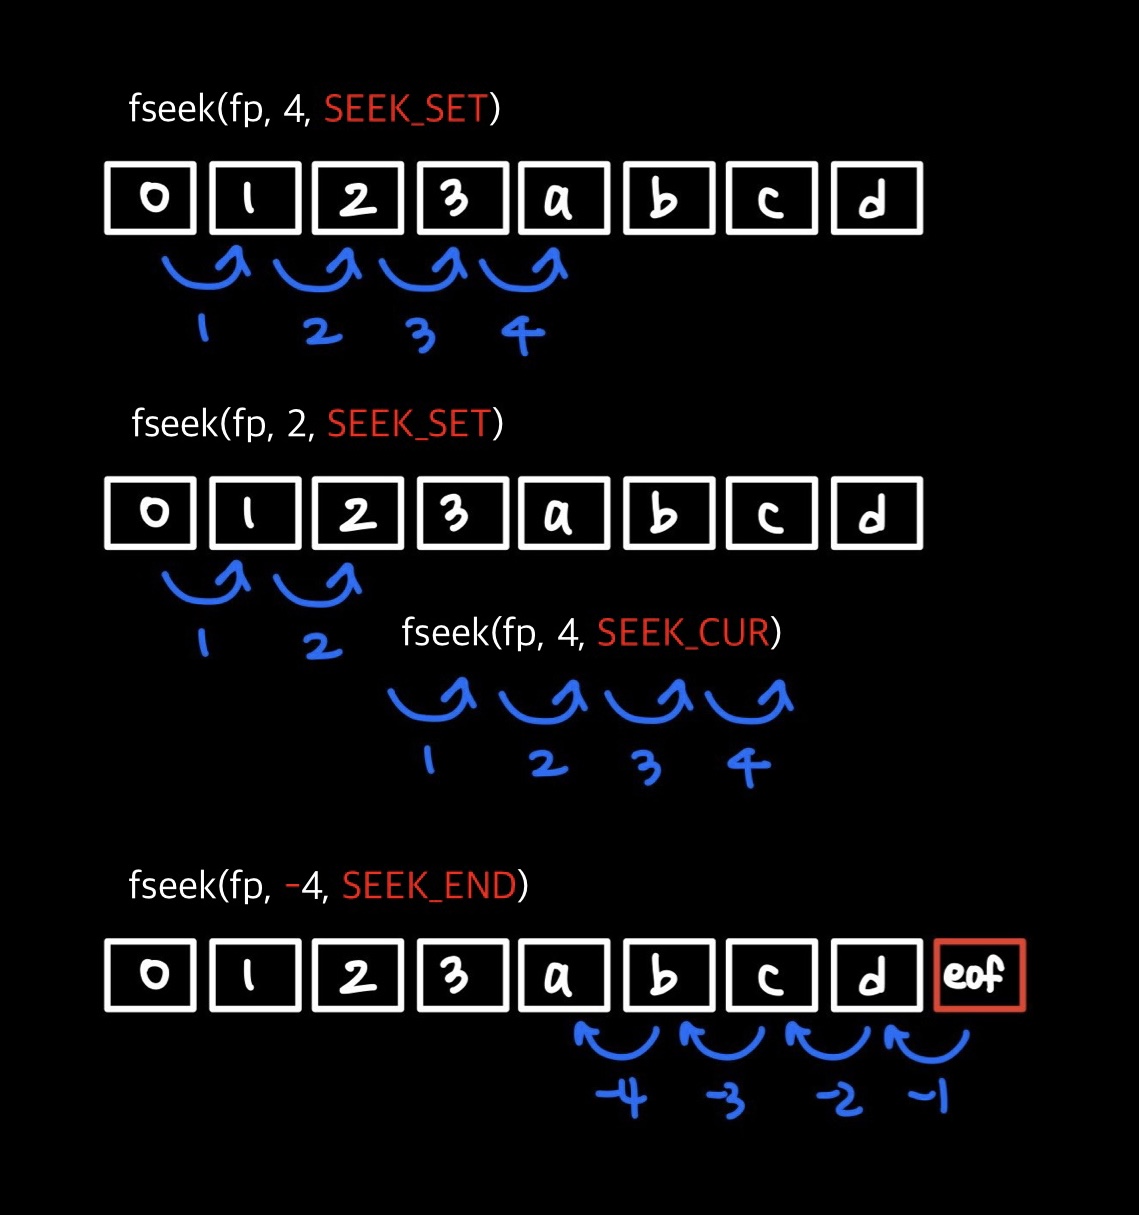 fseek(fp, 4, SEEK_SET)
0 1 2 3 a b c d
1 2 3 4
fseek(fp, 2, SEEK_SET)
0 1 2 3 a b c d
1 2
fseek(fp, 4, SEEK_CUR)
1 2 3 4
fseek(fp, -4, SEEK_END)
0 1 2 3 a b c d eof
-4 -3 -2 -1